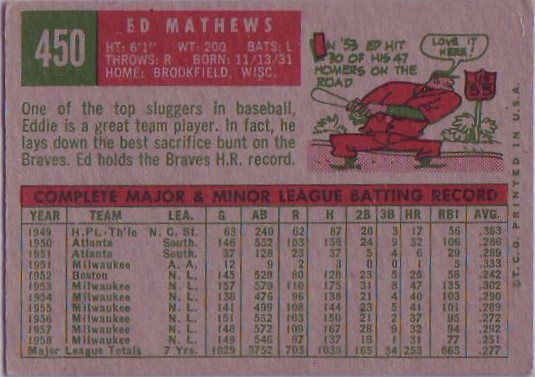 450
ED MATHEWS
HT: 6'1" WT: 200 BATS: L
THROWS: R BORN: 11/13/31
HOME: BROOKFIELD, WISC.
One of the top sluggers in baseball,
Eddie is a great team player. In fact, he
lays down the best sacrifice bunt on the
Braves. Ed holds the Braves H.R. record.
IN '53 ED HIT
30 OF HIS 47
HOMERS ON THE
ROAD
LOVE IT
HERE!
COMPLETE MAJOR & MINOR LEAGUE BATTING RECORD
YEAR TEAM LEA. G AB R H 2B 3B HR RBI AVG.
1949 H.Pt.-Th'le N. C. St. 63 240 62 87 20 3 17 56 .363
1950 Atlanta South. 146 552 103 158 24 9 32 106 .286
1951 Atlanta South. 37 128 23 37 5 4 6 29 .289
1951 Milwaukee A. A. 12 9 2 3 0 0 1 5 .333
1952 Boston N. L. 145 528 80 128 23 5 25 58 .242
1953 Milwaukee N. L. 157 579 110 175 31 8 47 135 .302
1954 Milwaukee N. L. 138 476 96 138 21 4 40 103 .290
1955 Milwaukee N. L. 141 499 108 144 23 5 41 101 .289
1956 Milwaukee N. L. 151 552 103 150 21 2 37 95 .272
1957 Milwaukee N. L. 148 572 109 167 28 9 32 94 .292
1958 Milwaukee N. L. 149 546 97 137 18 1 31 77 .251
Major League Totals 7 Yrs. 1029 3752 703 1039 165 34 253 663 .277
© T.C.G. PRINTED IN U.S.A.